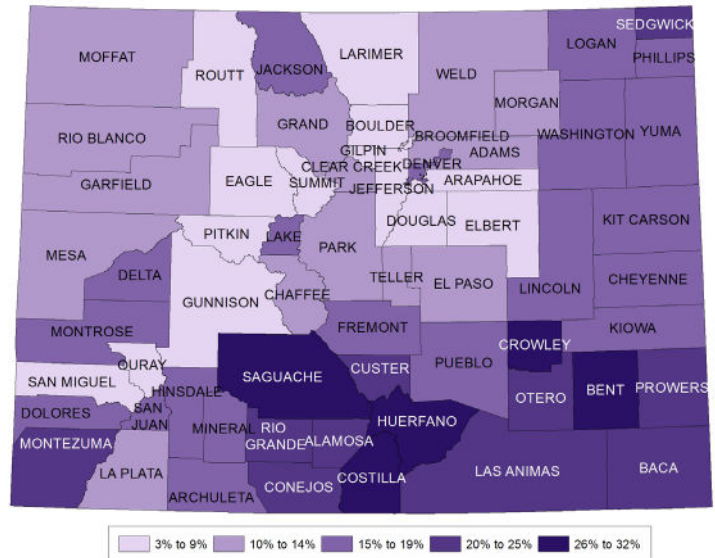 SEDGWICK
LARIMER
LOGAN
MOFFAT
PHILLIPS
ROUTT
JACKSON
WELD
MORGAN
GRAND
BOULDER
RIO BLANCO
BROOMFIELD
WASHINGTON
YUMA
GILPIN
ADAMS
CLEAR CREEK
DENVER
GARFIELD
EAGLE
SUMMIT
JEFFERSON
ARAPAHOE
DOUGLAS
ELBERT
KIT CARSON
PITKIN
LAKE
PARK
MESA
DELTA
TELLER
EL PASO
CHEYENNE
LINCOLN
GUNNISON
CHAFFEE
FREMONT
KIOWA
MONTROSE
CROWLEY
OURAY
PUEBLO
CUSTER
SAGUACHE
SAN MIGUEL
HINSDALE
BENT
PROWERS
OTERO
DOLORES
SAN
JUAN
HUERFANO
MINERAL
RIO
GRANDE
ALAMOSA
MONTEZUMA
LA PLATA
COSTILLA
LAS ANIMAS
BACA
CONEJOS
ARCHULETA
3% to 9%
10% to 14%
15% to 19%
20% to 25%
26% to 32%